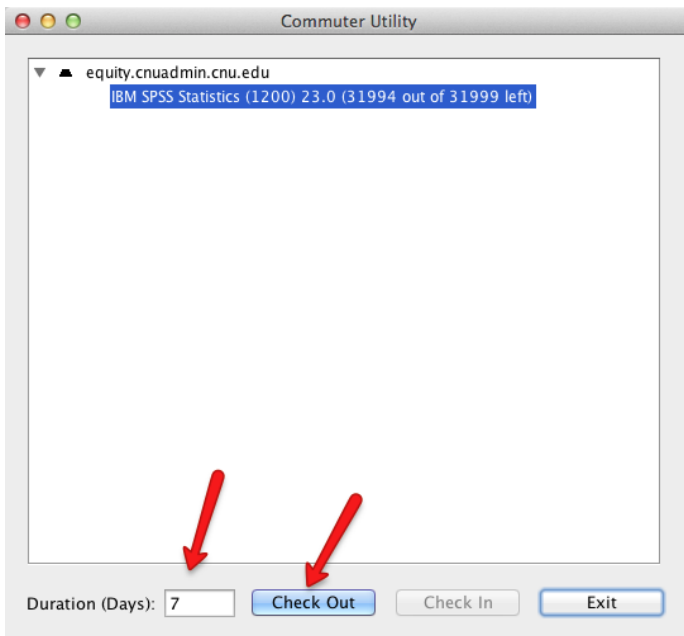 Commuter Utility
equity.cnuadmin.cnu.edu
IBM SPSS Statistics (1200) 23.0 (31994 out of 31999 left)
Duration (Days): 7 Check Out Check In Exit